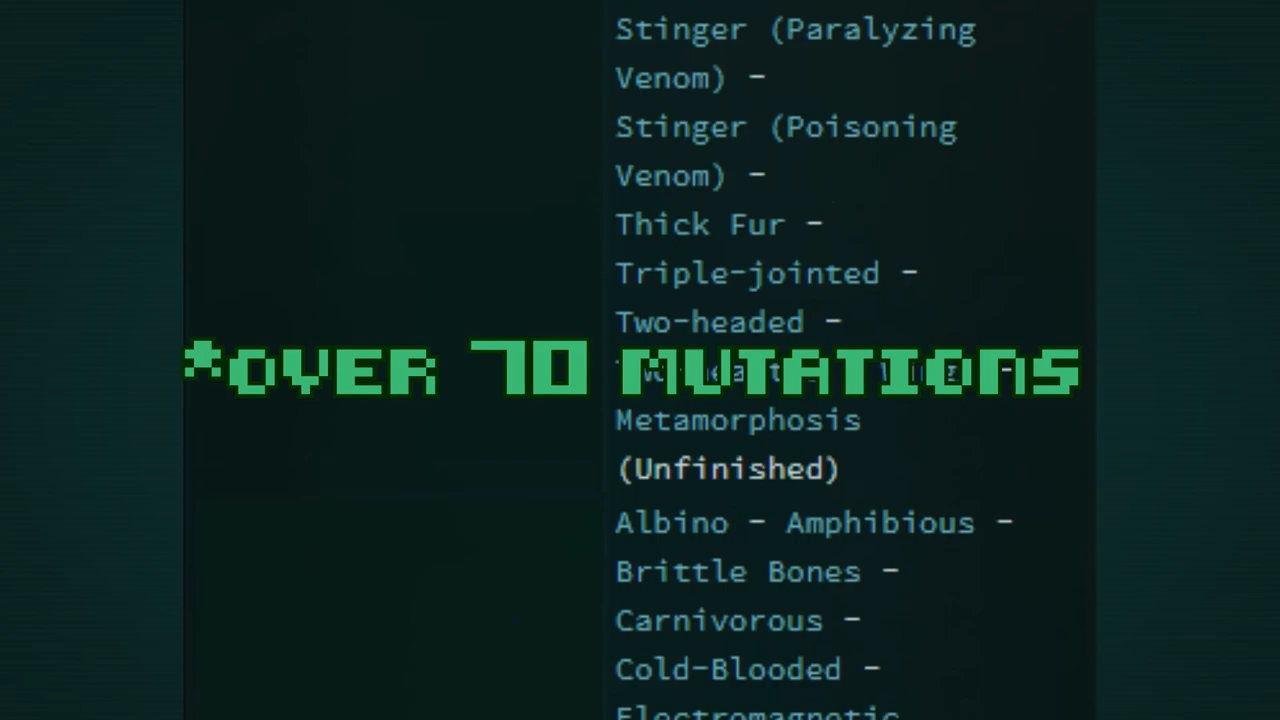 Stinger (Paralyzing
Venom) -
Stinger (Poisoning
Venom) -
Thick Fur -
Triple-jointed -
Two-headed -
*OVER 70 MUTATIONS
Metamorphosis
(Unfinished)
Albino - Amphibious -
Brittle Bones -
Carnivorous -
Cold-Blooded -
Electromagnetic